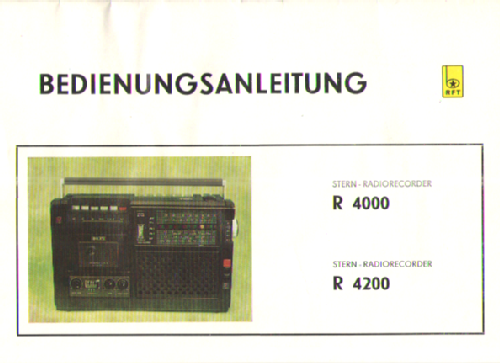 BEDIENUNGSANLEITUNG
RFT
STERN-RADIORECORDER
R 4000
STERN-RADIORECORDER
R 4200